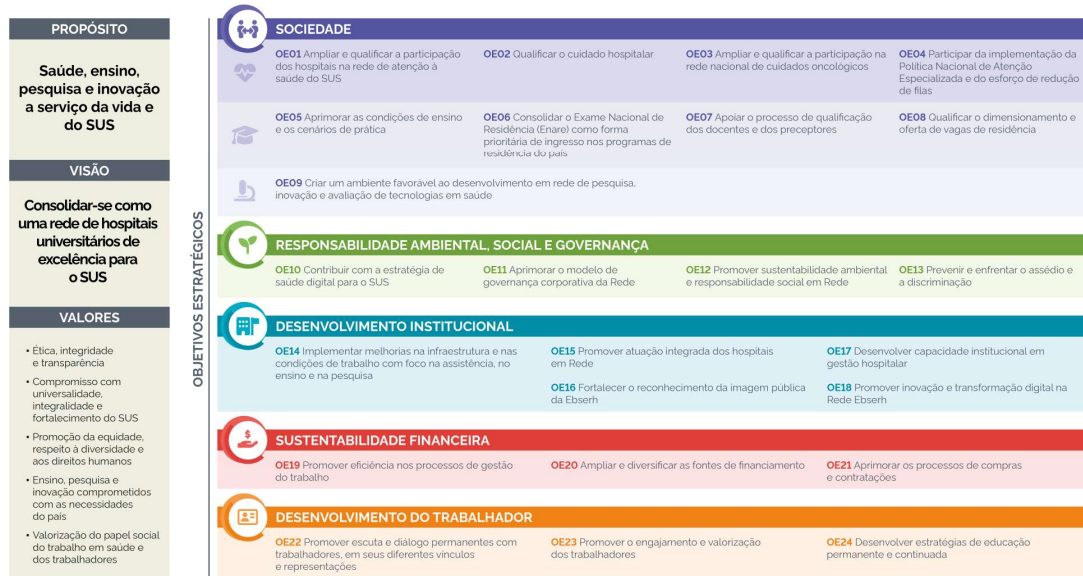 PROPÓSITO
Saúde, ensino,
pesquisa e inovação
a serviço da vida e
do SUS
VISÃO
Consolidar-se como
uma rede de hospitais
universitários de
excelência para
o SUS
VALORES
• Ética, integridade
e transparência
• Compromisso com
universalidade,
integralidade e
fortalecimento do SUS
• Promoção da equidade,
respeito à diversidade e
aos direitos humanos
• Ensino, pesquisa e
inovação comprometidos
com as necessidades
do país
• Valorização do papel social
do trabalho em saúde e
dos trabalhadores
OBJETIVOS ESTRATÉGICOS
SOCIEDADE
OE01 Ampliar e qualificar a participação
dos hospitais na rede de atenção à
saúde do SUS
OE02 Qualificar o cuidado hospitalar
OE03 Ampliar e qualificar a participação na
rede nacional de cuidados oncológicos
OE04 Participar da implementação da
Política Nacional de Atenção
Especializada e do esforço de redução
de filas
OE05 Aprimorar as condições de ensino
e os cenários de prática
OE06 Consolidar o Exame Nacional de
Residência (Enare) como forma
prioritária de ingresso nos programas de
residência do país
OE07 Apoiar o processo de qualificação
dos docentes e dos preceptores
OE08 Qualificar o dimensionamento e
oferta de vagas de residência
OE09 Criar um ambiente favorável ao desenvolvimento em rede de pesquisa,
inovação e avaliação de tecnologias em saúde
RESPONSABILIDADE AMBIENTAL, SOCIAL E GOVERNANÇA
OE10 Contribuir com a estratégia de
saúde digital para o SUS
OE11 Aprimorar o modelo de
governança corporativa da Rede
OE12 Promover sustentabilidade ambiental
e responsabilidade social em Rede
OE13 Prevenir e enfrentar o assédio e
a discriminação
DESENVOLVIMENTO INSTITUCIONAL
OE14 Implementar melhorias na infraestrutura e nas
condições de trabalho com foco na assistência, no
ensino e na pesquisa
OE15 Promover atuação integrada dos hospitais
em Rede
OE16 Fortalecer o reconhecimento da imagem pública
da Ebserh
OE17 Desenvolver capacidade institucional em
gestão hospitalar
OE18 Promover inovação e transformação digital na
Rede Ebserh
$
SUSTENTABILIDADE FINANCEIRA
OE19 Promover eficiência nos processos de gestão
do trabalho
OE20 Ampliar e diversificar as fontes de financiamento
OE21 Aprimorar os processos de compras
e contratações
DESENVOLVIMENTO DO TRABALHADOR
OE22 Promover escuta e diálogo permanentes com
trabalhadores, em seus diferentes vínculos
e representações
OE23 Promover o engajamento e valorização
dos trabalhadores
OE24 Desenvolver estratégias de educação
permanente e continuada